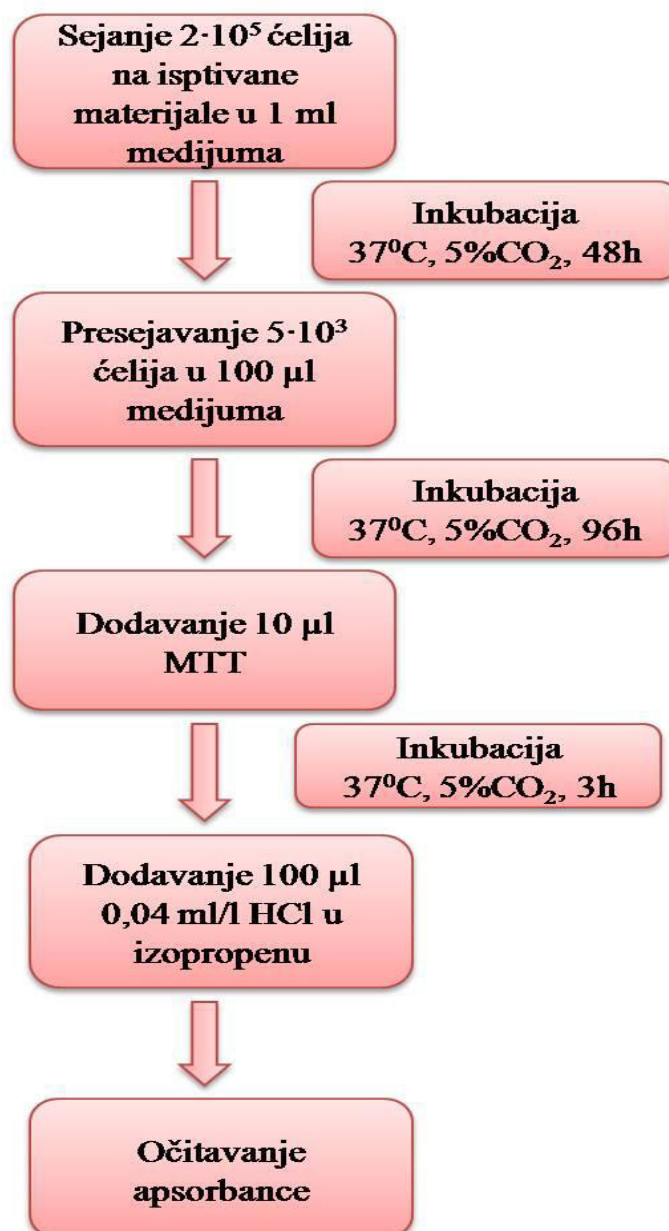 Sejanje 2·10⁵ ćelija
na isptivane
materijale u 1 ml
medijuma
Inkubacija
37⁰C, 5%CO₂, 48h
Presejavanje 5·10³
ćelija u 100 µl
medijuma
Inkubacija
37⁰C, 5%CO₂, 96h
Dodavanje 10 µl
MTT
Inkubacija
37⁰C, 5%CO₂, 3h
Dodavanje 100 µl
0,04 ml/l HCl u
izopropenu
Očitavanje
apsorbance